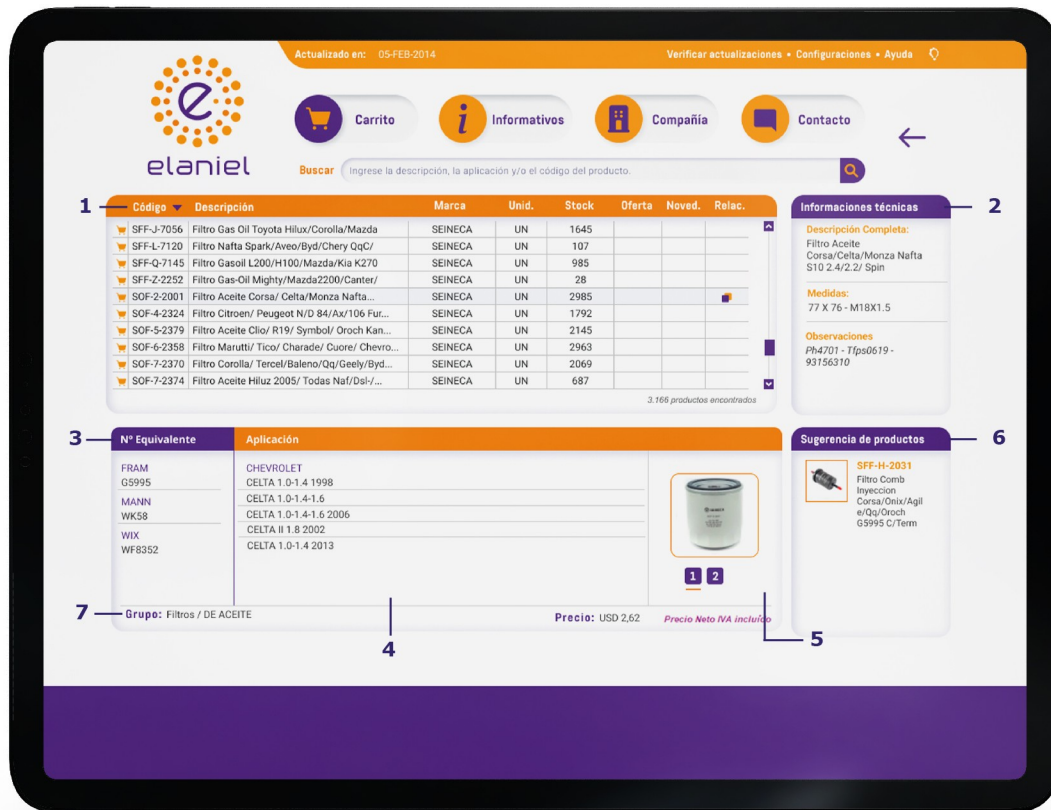 Actualizado en: 05-FEB-2014
Verificar actualizaciones • Configuraciones • Ayuda
e
elaniel
Carrito
i Informativos
Compañía
Contacto
Buscar Ingrese la descripción, la aplicación y/o el código del producto.
1
Código Descripción Marca Unid. Stock Oferta Noved. Relac.
SFF-J-7056 Filtro Gas Oil Toyota Hilux/Corolla/Mazda SEINECA UN 1645
SFF-L-7120 Filtro Nafta Spark/Aveo/Byd/Chery QqC/ SEINECA UN 107
SFF-Q-7145 Filtro Gasoil L200/H100/Mazda/Kia K270 SEINECA UN 985
SFF-Z-2252 Filtro Gas-Oil Mighty/Mazda2200/Canter/ SEINECA UN 28
SOF-2-2001 Filtro Aceite Corsa/ Celta/Monza Nafta... SEINECA UN 2985
SOF-4-2324 Filtro Citroen/ Peugeot N/D 84/Ax/106 Fur... SEINECA UN 1792
SOF-5-2379 Filtro Aceite Clio/ R19/ Symbol/ Oroch Kan... SEINECA UN 2145
SOF-6-2358 Filtro Marutti/ Tico/ Charade/ Cuore/ Chevro... SEINECA UN 2963
SOF-7-2370 Filtro Corolla/ Tercel/Baleno/Qq/Geely/Byd... SEINECA UN 2069
SOF-7-2374 Filtro Aceite Hiluz 2005/ Todas Naf/Dsl-/... SEINECA UN 687
3.166 productos encontrados
Informaciones técnicas
2
Descripción Completa:
Filtro Aceite
Corsa/Celta/Monza Nafta
S10 2.4/2.2/ Spin
Medidas:
77 X 76 - M18X1.5
Observaciones
Ph4701 - Tfps0619 -
93156310
3
Nº Equivalente
FRAM
G5995
MANN
WK58
WIX
WF8352
Aplicación
CHEVROLET
CELTA 1.0-1.4 1998
CELTA 1.0-1.4-1.6
CELTA 1.0-1.4-1.6 2006
CELTA II 1.8 2002
CELTA 1.0-1.4 2013
1 2
Sugerencia de productos
6
SFF-H-2031
Filtro Comb
Inyeccion
Corsa/Onix/Agil
e/Qq/Oroch
G5995 C/Term
7
Grupo: Filtros / DE ACEITE
Precio: USD 2,62
Precio Neto IVA incluíco
4
5